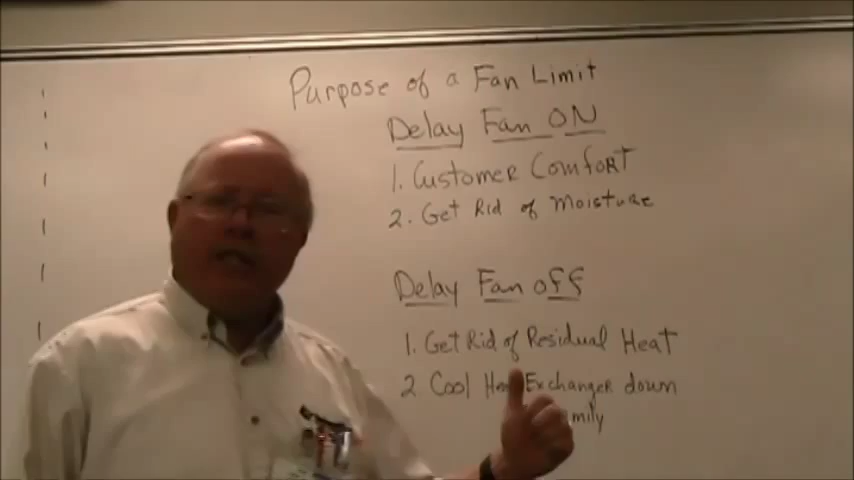 Purpose of a Fan Limit
Delay Fan ON
1. Customer Comfort
2. Get Rid of Moisture
Delay Fan off
1. Get Rid of Residual Heat
2 Cool Exchanger down